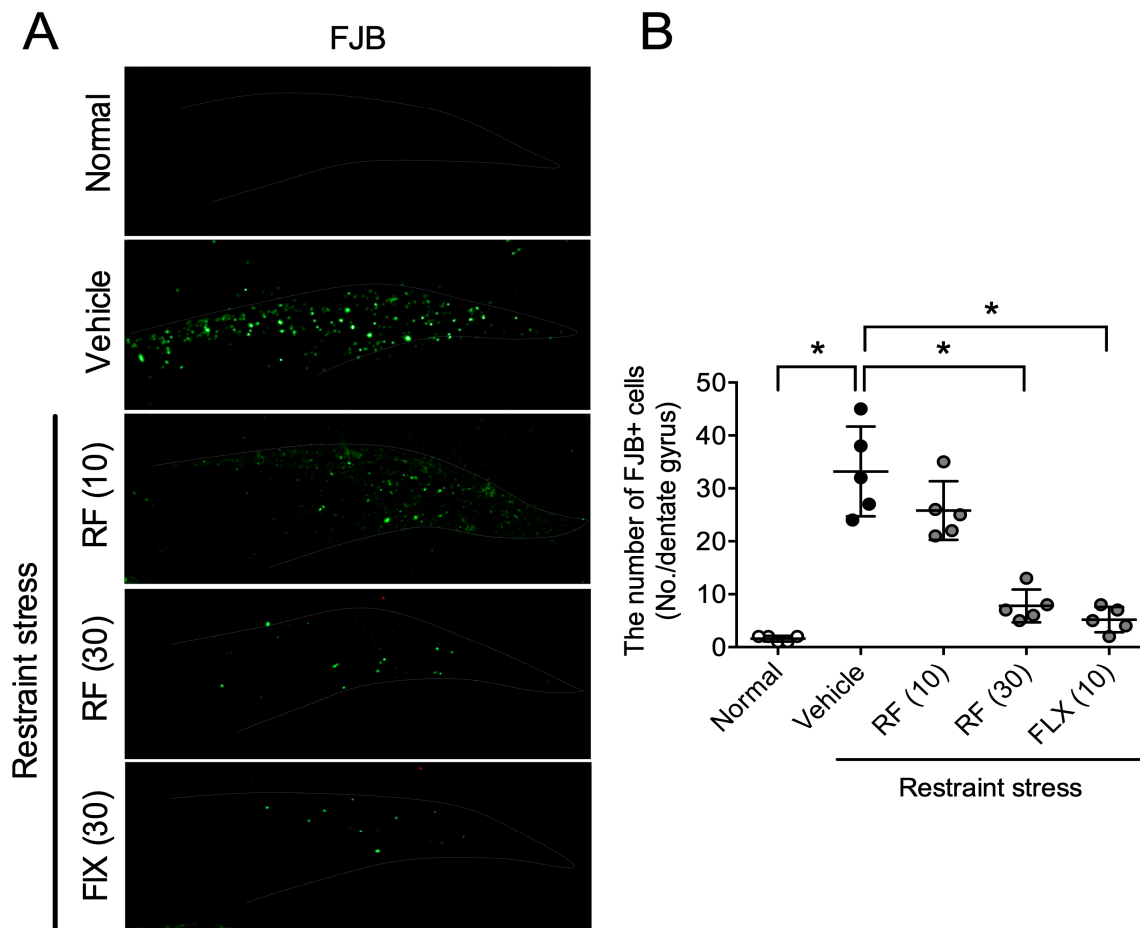 A
FJB
Normal
Vehicle
RF (10)
RF (30)
FIX (30)
Restraint stress
B
*
*
*
The number of FJB+ cells
(No./dentate gyrus)
50
40
30
20
10
0
Normal
Vehicle
RF (10)
RF (30)
FLX (10)
Restraint stress